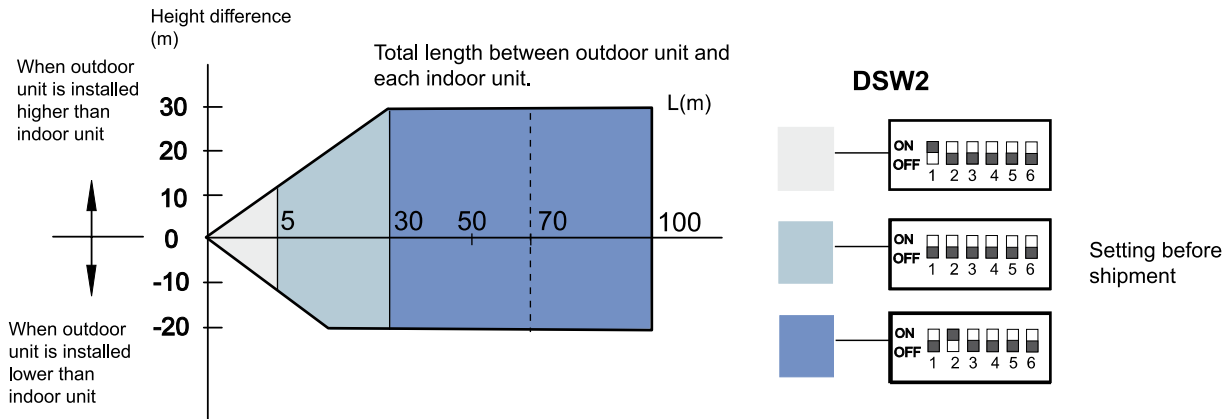 Height difference
(m)
When outdoor
unit is installed
higher than
indoor unit
Total length between outdoor unit and
each indoor unit.
L(m)
30
20
10
0
-10
-20
5
30
50
70
100
When outdoor
unit is installed
lower than
indoor unit
DSW2
ON
OFF
1 2 3 4 5 6
ON
OFF
1 2 3 4 5 6
Setting before
shipment
ON
OFF
1 2 3 4 5 6